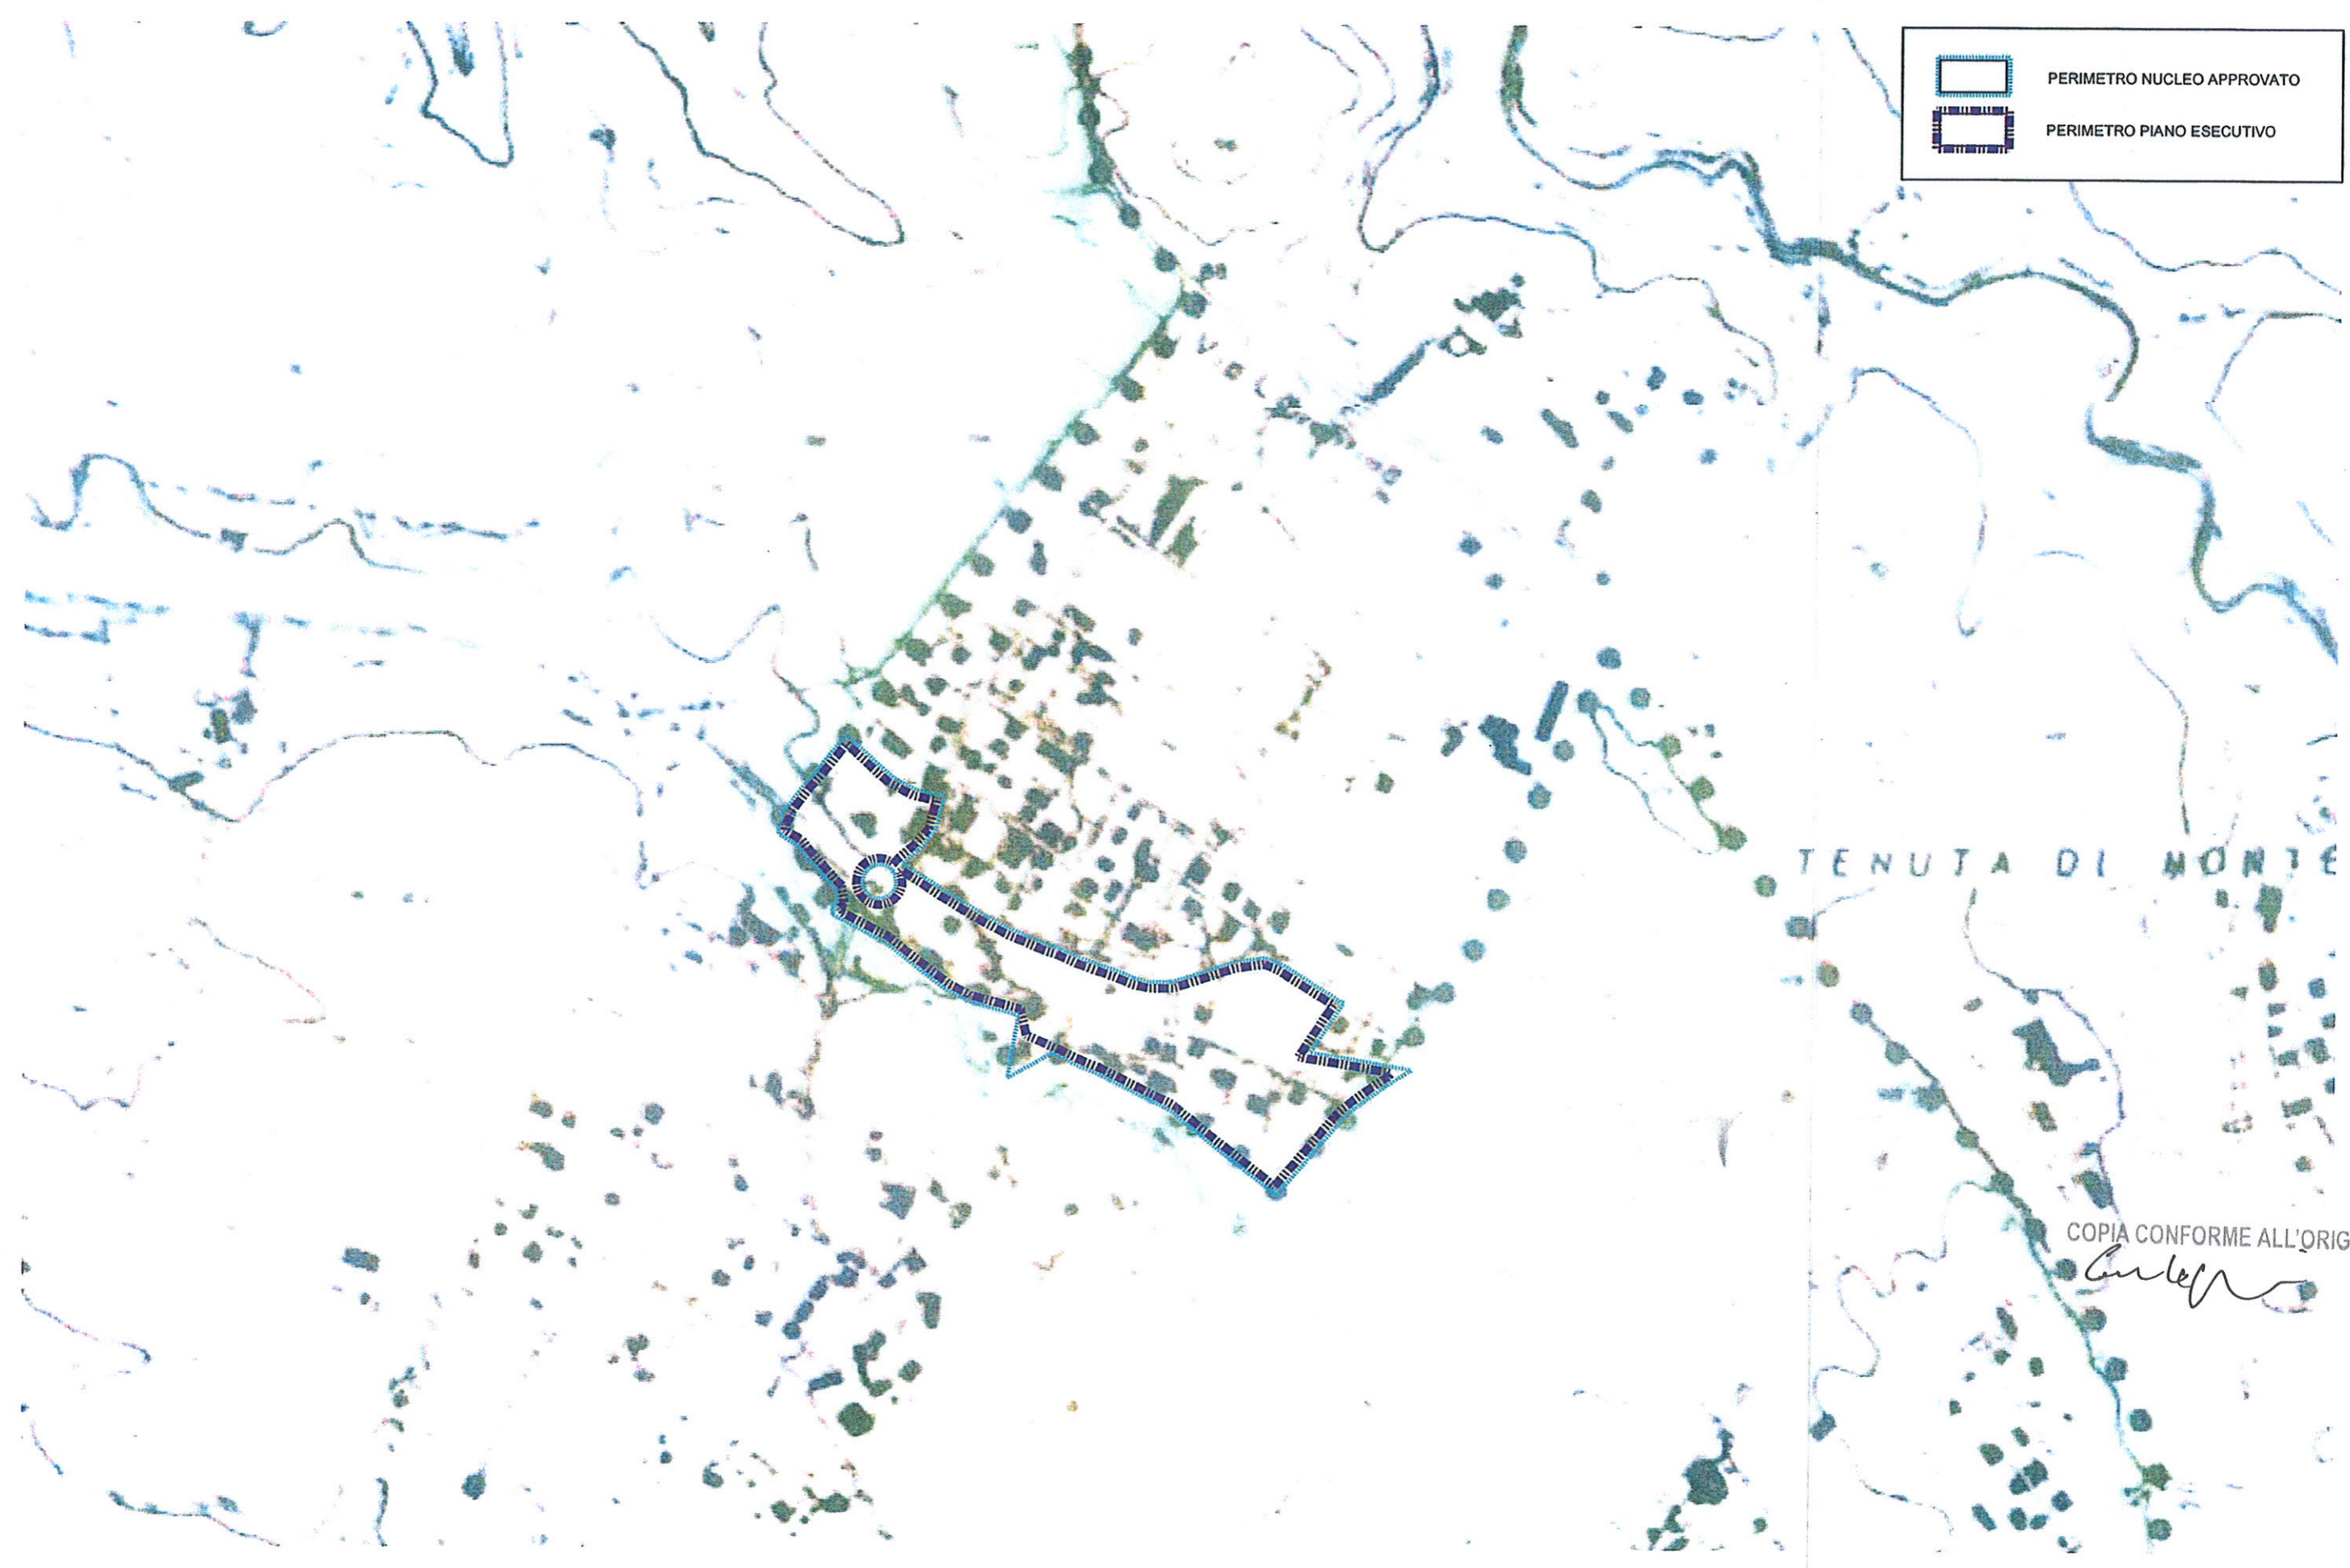 PERIMETRO NUCLEO APPROVATO
PERIMETRO PIANO ESECUTIVO
TENUTA DI MONTE
COPIA CONFORME ALL'ORIG